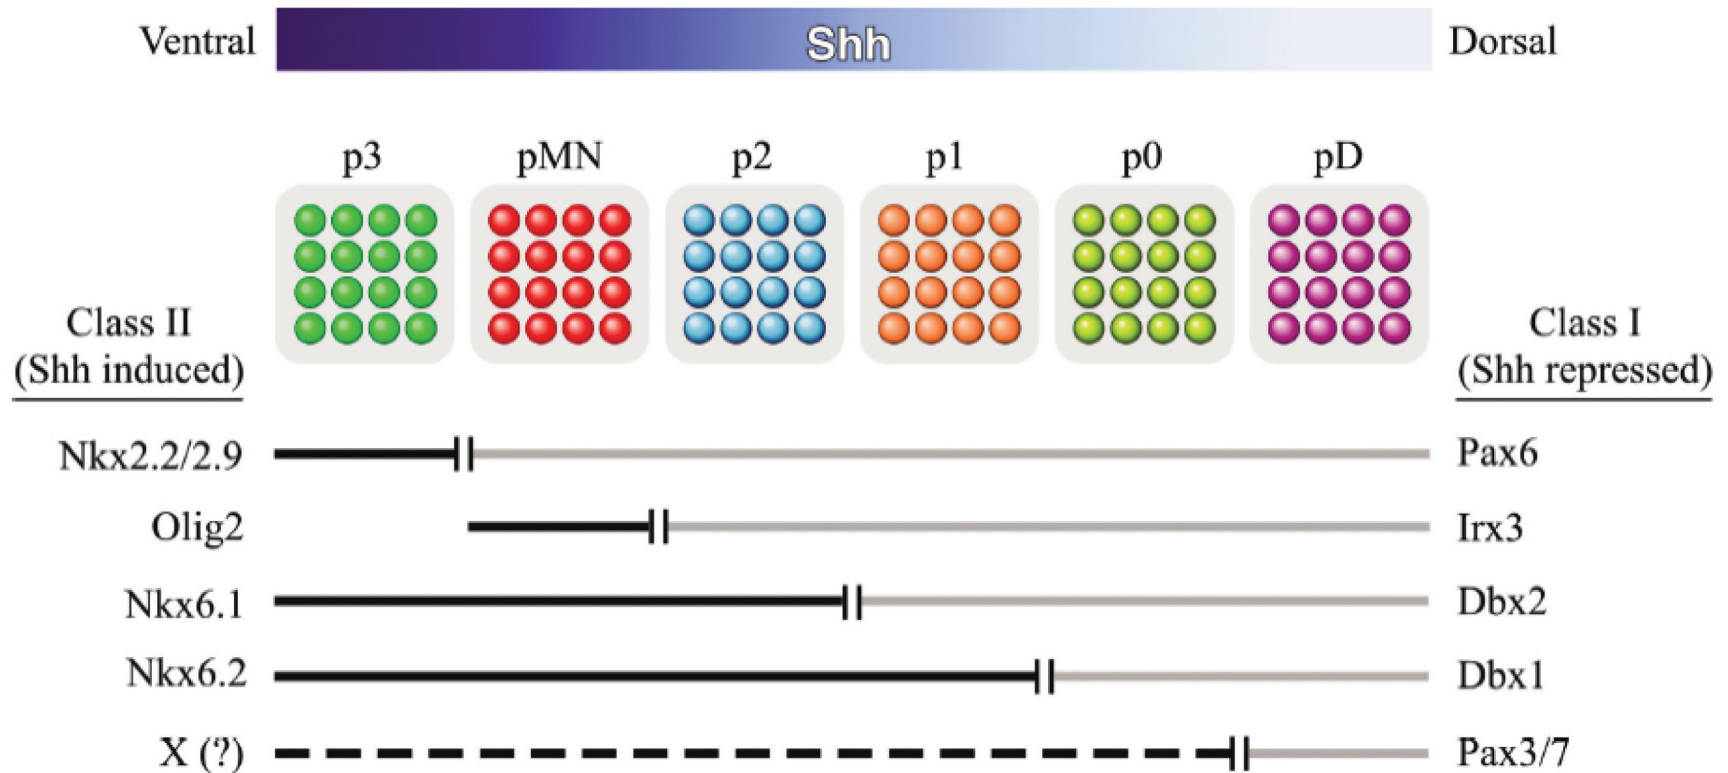 Ventral Shh Dorsal
p3 pMN p2 p1 p0 pD
Class II
(Shh induced)
Class I
(Shh repressed)
Nkx2.2/2.9 Pax6
Olig2 Irx3
Nkx6.1 Dbx2
Nkx6.2 Dbx1
X (?) Pax3/7